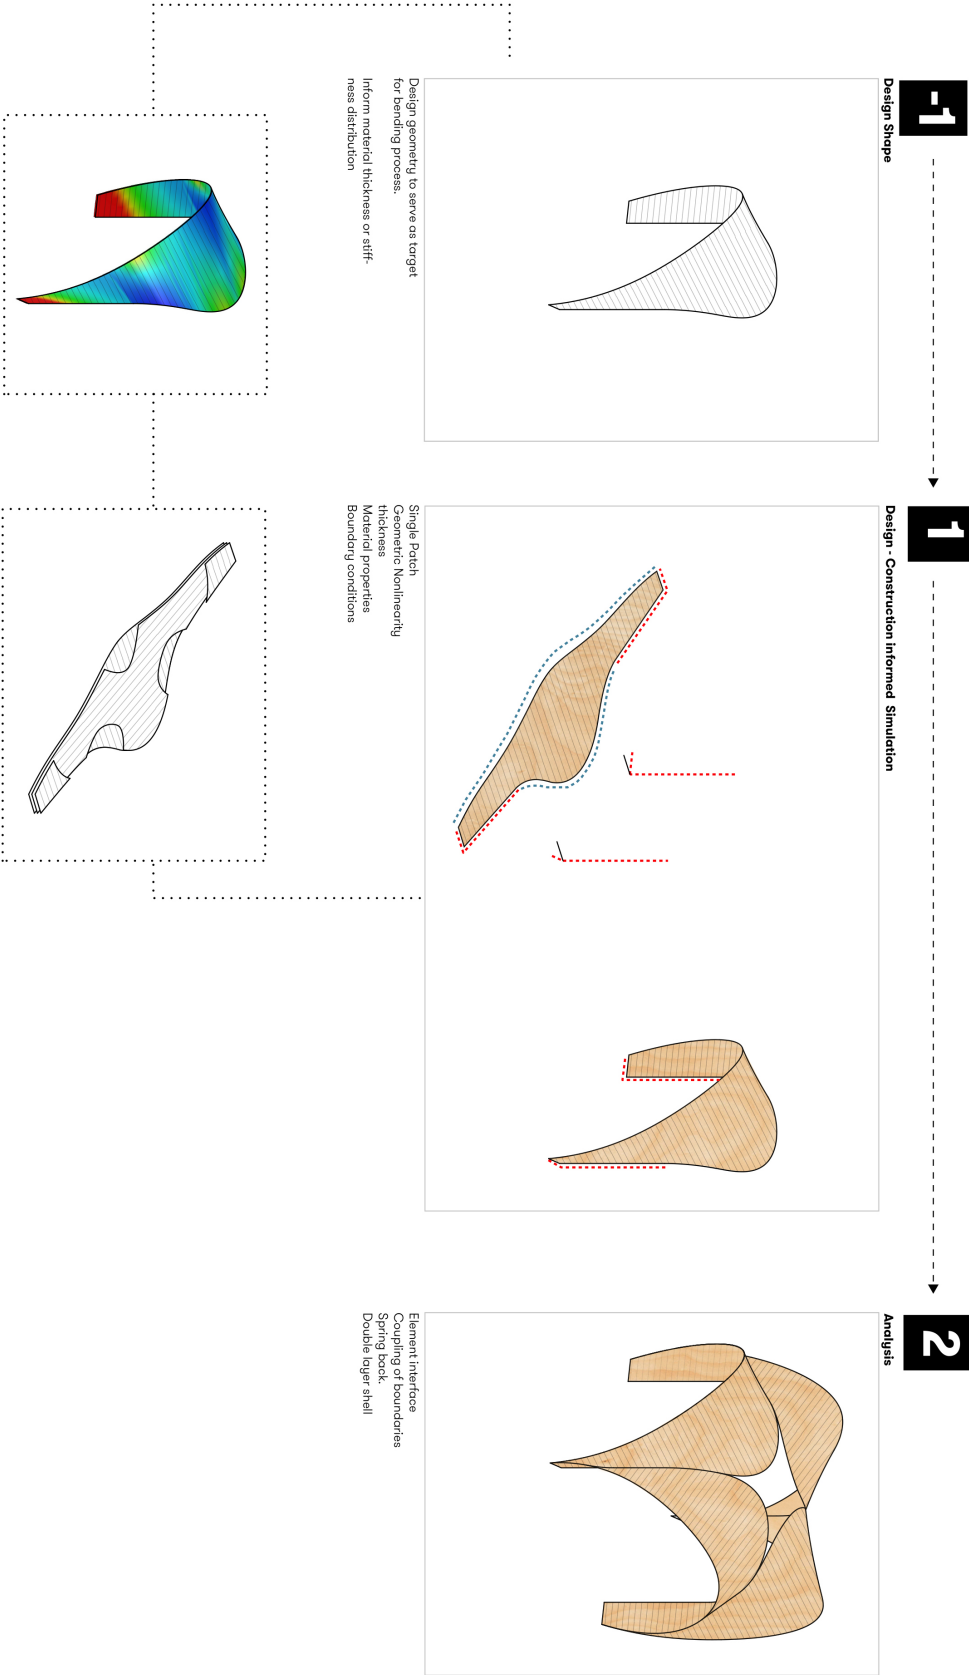 -1
Design Shape
Design geometry to serve as target
for bending process.
Inform material thickness or stiff-
ness distribution
1
Design - Construction informed Simulation
Single Patch
Geometric Nonlinearity
thickness
Material properties
Boundary conditions
2
Analysis
Element interface
Coupling of boundaries
Spring back.
Double layer shell